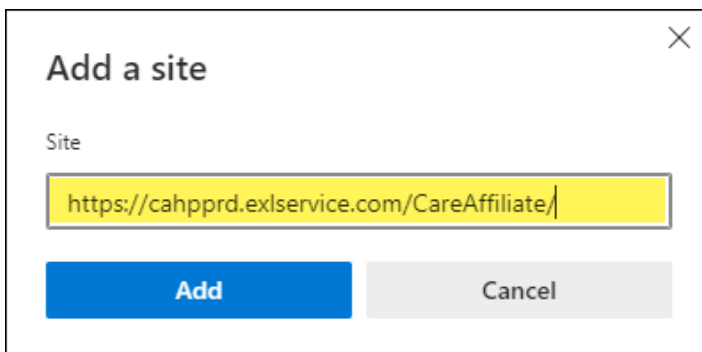 Add a site
Site
https://cahpprd.exlservice.com/CareAffiliate/
Add
Cancel